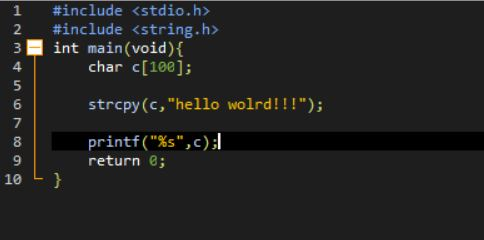 1 #include <stdio.h>
2 #include <string.h>
3 int main(void){
4 char c[100];
5
6 strcpy(c,"hello wolrd!!!");
7
8 printf("%s",c);
9 return 0;
10 }